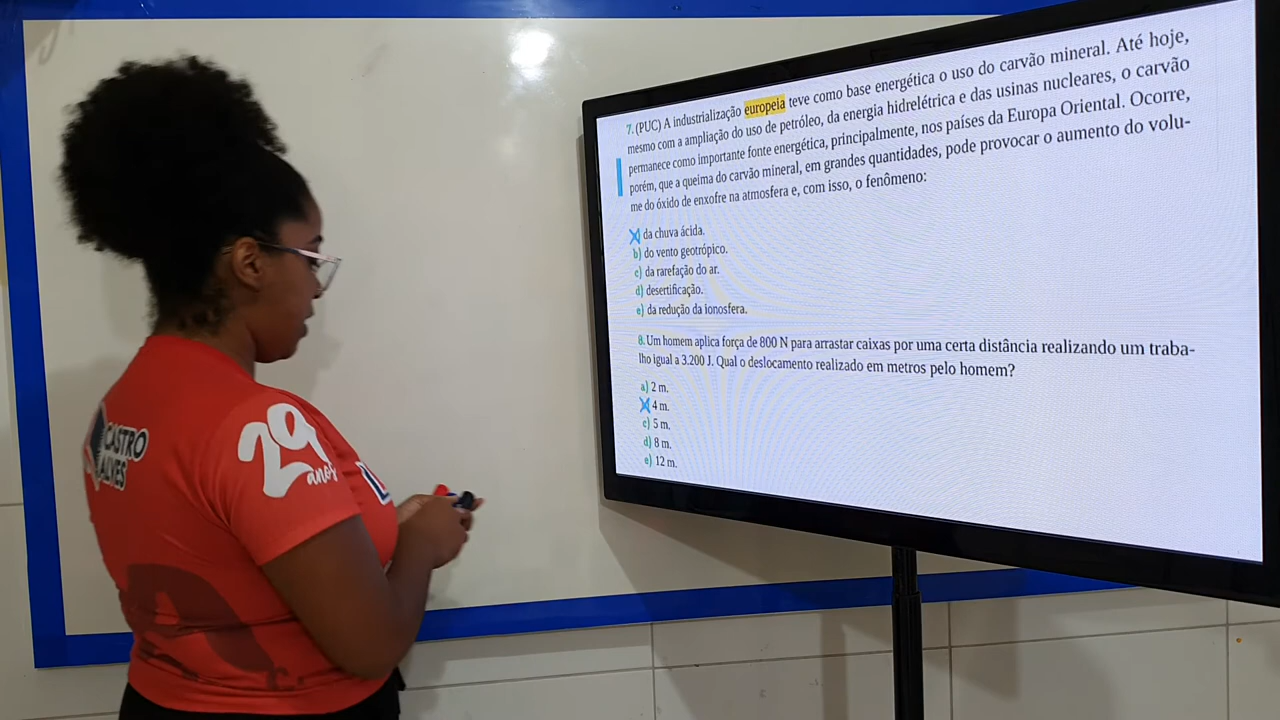 7. (PUC) A industrialização europeia teve como base energética o uso do carvão mineral. Até hoje,
mesmo com a ampliação do uso de petróleo, da energia hidrelétrica e das usinas nucleares, o carvão
permanece como importante fonte energética, principalmente, nos países da Europa Oriental. Ocorre,
porém, que a queima do carvão mineral, em grandes quantidades, pode provocar o aumento do volu-
me do óxido de enxofre na atmosfera e, com isso, o fenômeno:
da chuva ácida.
b) do vento geotrópico.
c) da rarefação do ar.
d) desertificação.
e) da redução da ionosfera.
8. Um homem aplica força de 800 N para arrastar caixas por uma certa distância realizando um traba-
lho igual a 3.200 J. Qual o deslocamento realizado em metros pelo homem?
a) 2 m.
4 m.
c) 5 m.
d) 8 m.
e) 12 m.
CASTRO
ALVES
29
anos